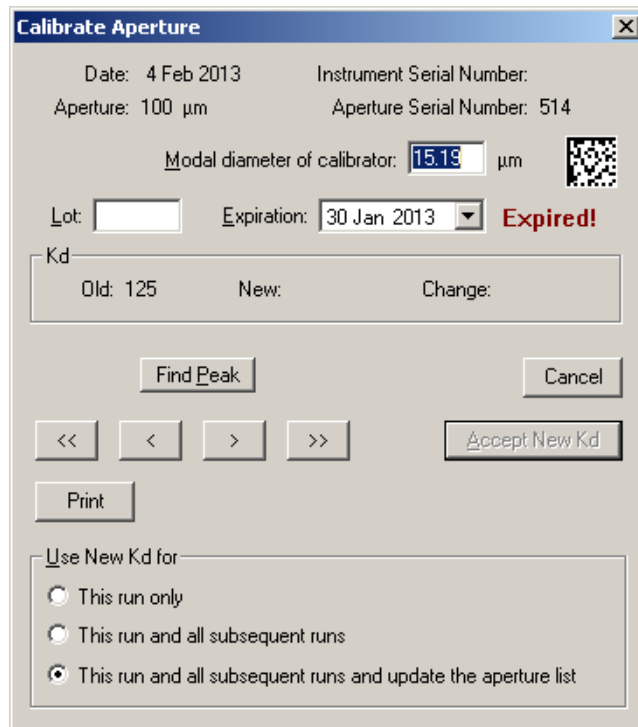 Calibrate Aperture
Date: 4 Feb 2013 Instrument Serial Number:
Aperture: 100 µm Aperture Serial Number: 514
Modal diameter of calibrator: 15.19 µm
Lot: Expiration: 30 Jan 2013 Expired!
Kd
Old: 125 New: Change:
Find Peak Cancel
<< < > >> Accept New Kd
Print
Use New Kd for
This run only
This run and all subsequent runs
This run and all subsequent runs and update the aperture list